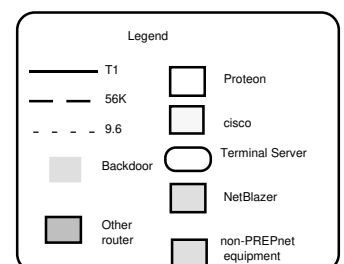 Legend
T1
Proteon
56K
cisco
9.6
Terminal Server
Backdoor
NetBlazer
Other
router
non-PREPnet
equipment